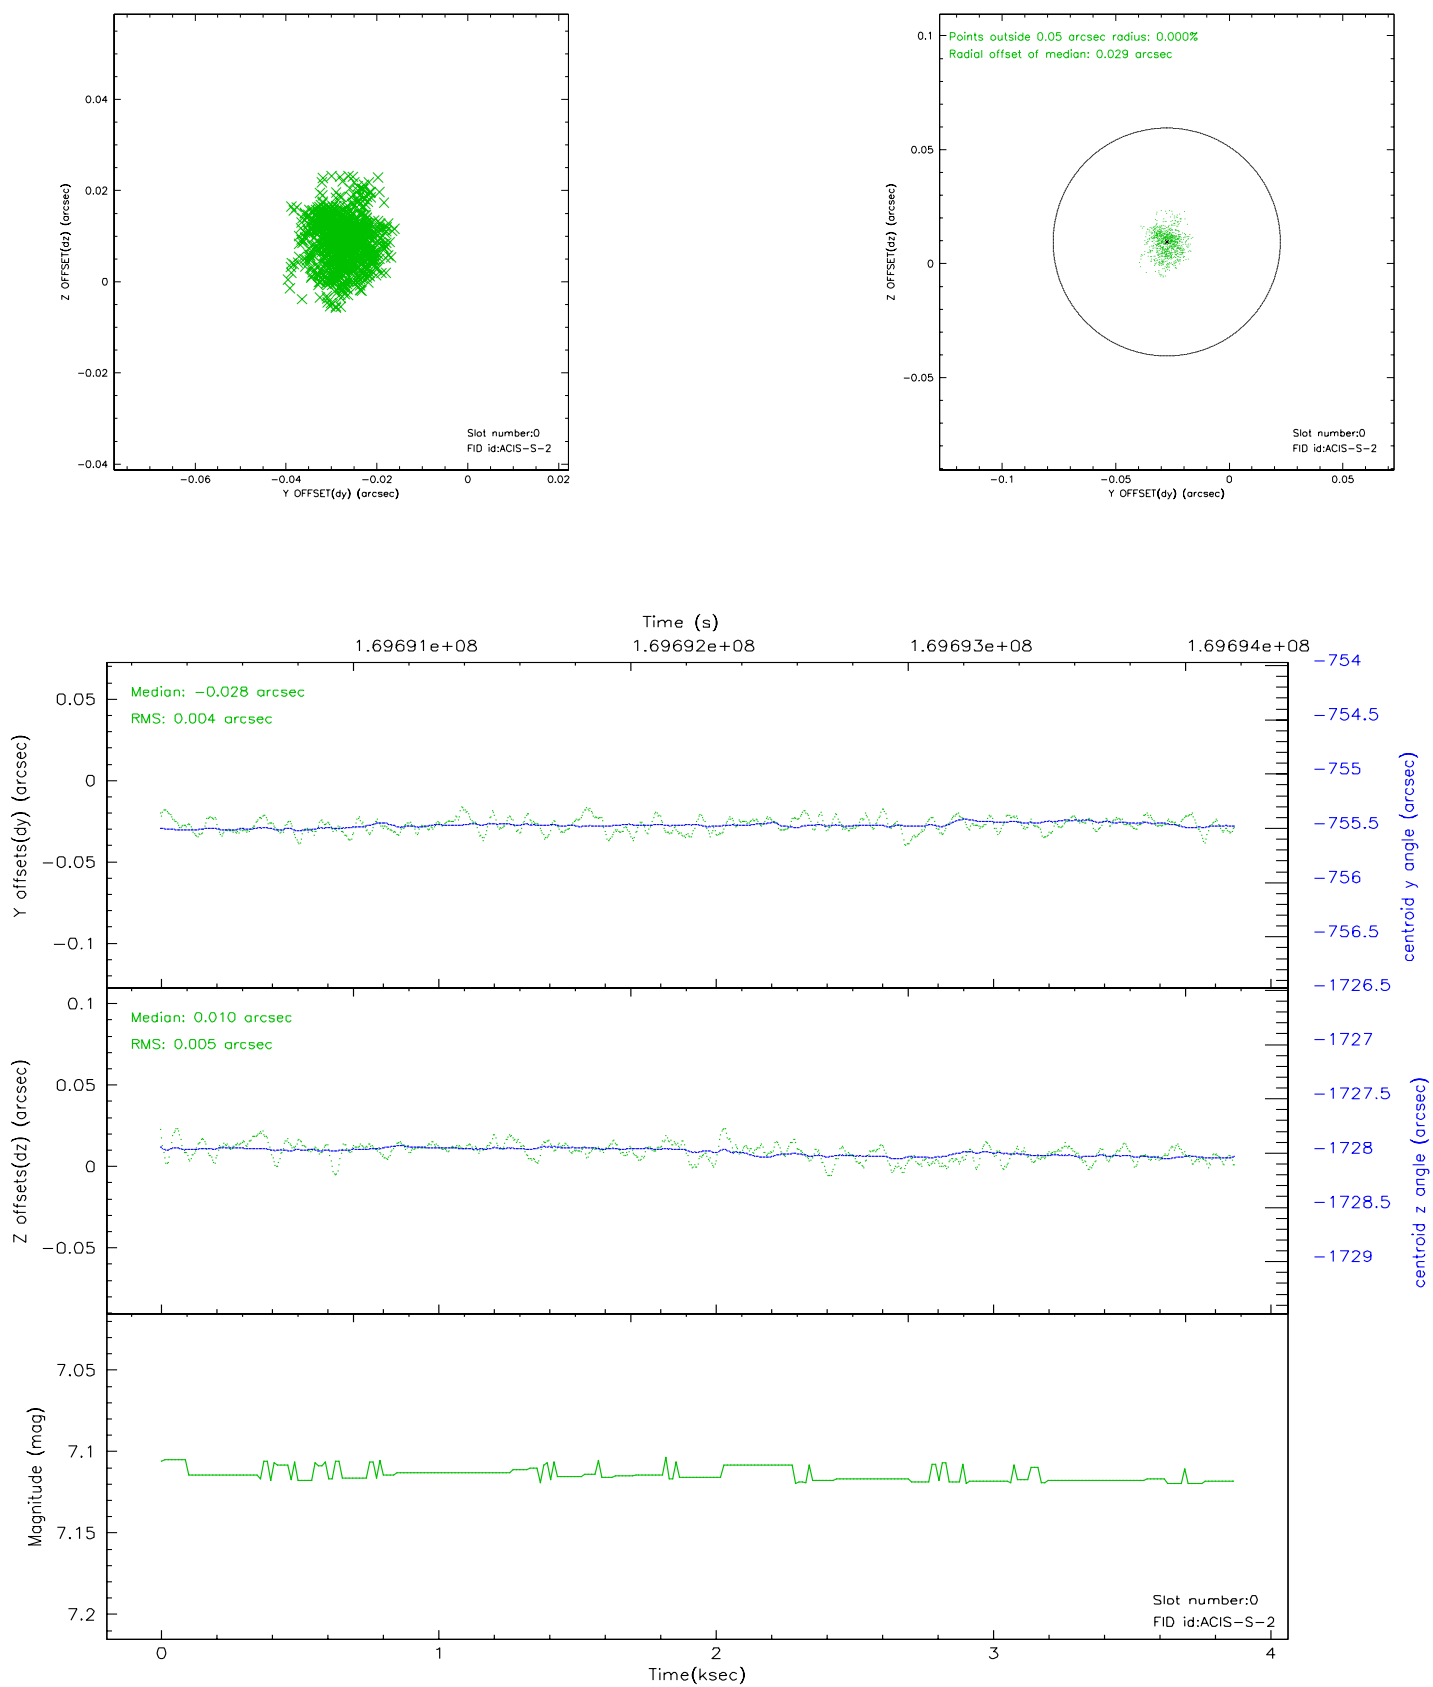 0.04
0.02
0
−0.02
−0.04
Z OFFSET(dz) (arcsec)
Slot number:0
FID id:ACIS−S−2
−0.06 −0.04 −0.02 0 0.02
Y OFFSET(dy) (arcsec)
Points outside 0.05 arcsec radius: 0.000%
Radial offset of median: 0.029 arcsec
0.1
0.05
0
−0.05
Z OFFSET(dz) (arcsec)
Slot number:0
FID id:ACIS−S−2
−0.1 −0.05 0 0.05
Y OFFSET(dy) (arcsec)
Time (s)
1.69691e+08 1.69692e+08 1.69693e+08 1.69694e+08
Median: −0.028 arcsec
RMS: 0.004 arcsec
0.05
0
−0.05
−0.1
Y offsets(dy) (arcsec)
−754
−754.5
−755
−755.5
−756
−756.5
centroid y angle (arcsec)
Median: 0.010 arcsec
RMS: 0.005 arcsec
0.1
0.05
0
−0.05
Z offsets(dz) (arcsec)
−1726.5
−1727
−1727.5
−1728
−1728.5
−1729
centroid z angle (arcsec)
7.05
7.1
7.15
7.2
Magnitude (mag)
Slot number:0
FID id:ACIS−S−2
0 1 2 3 4
Time(ksec)